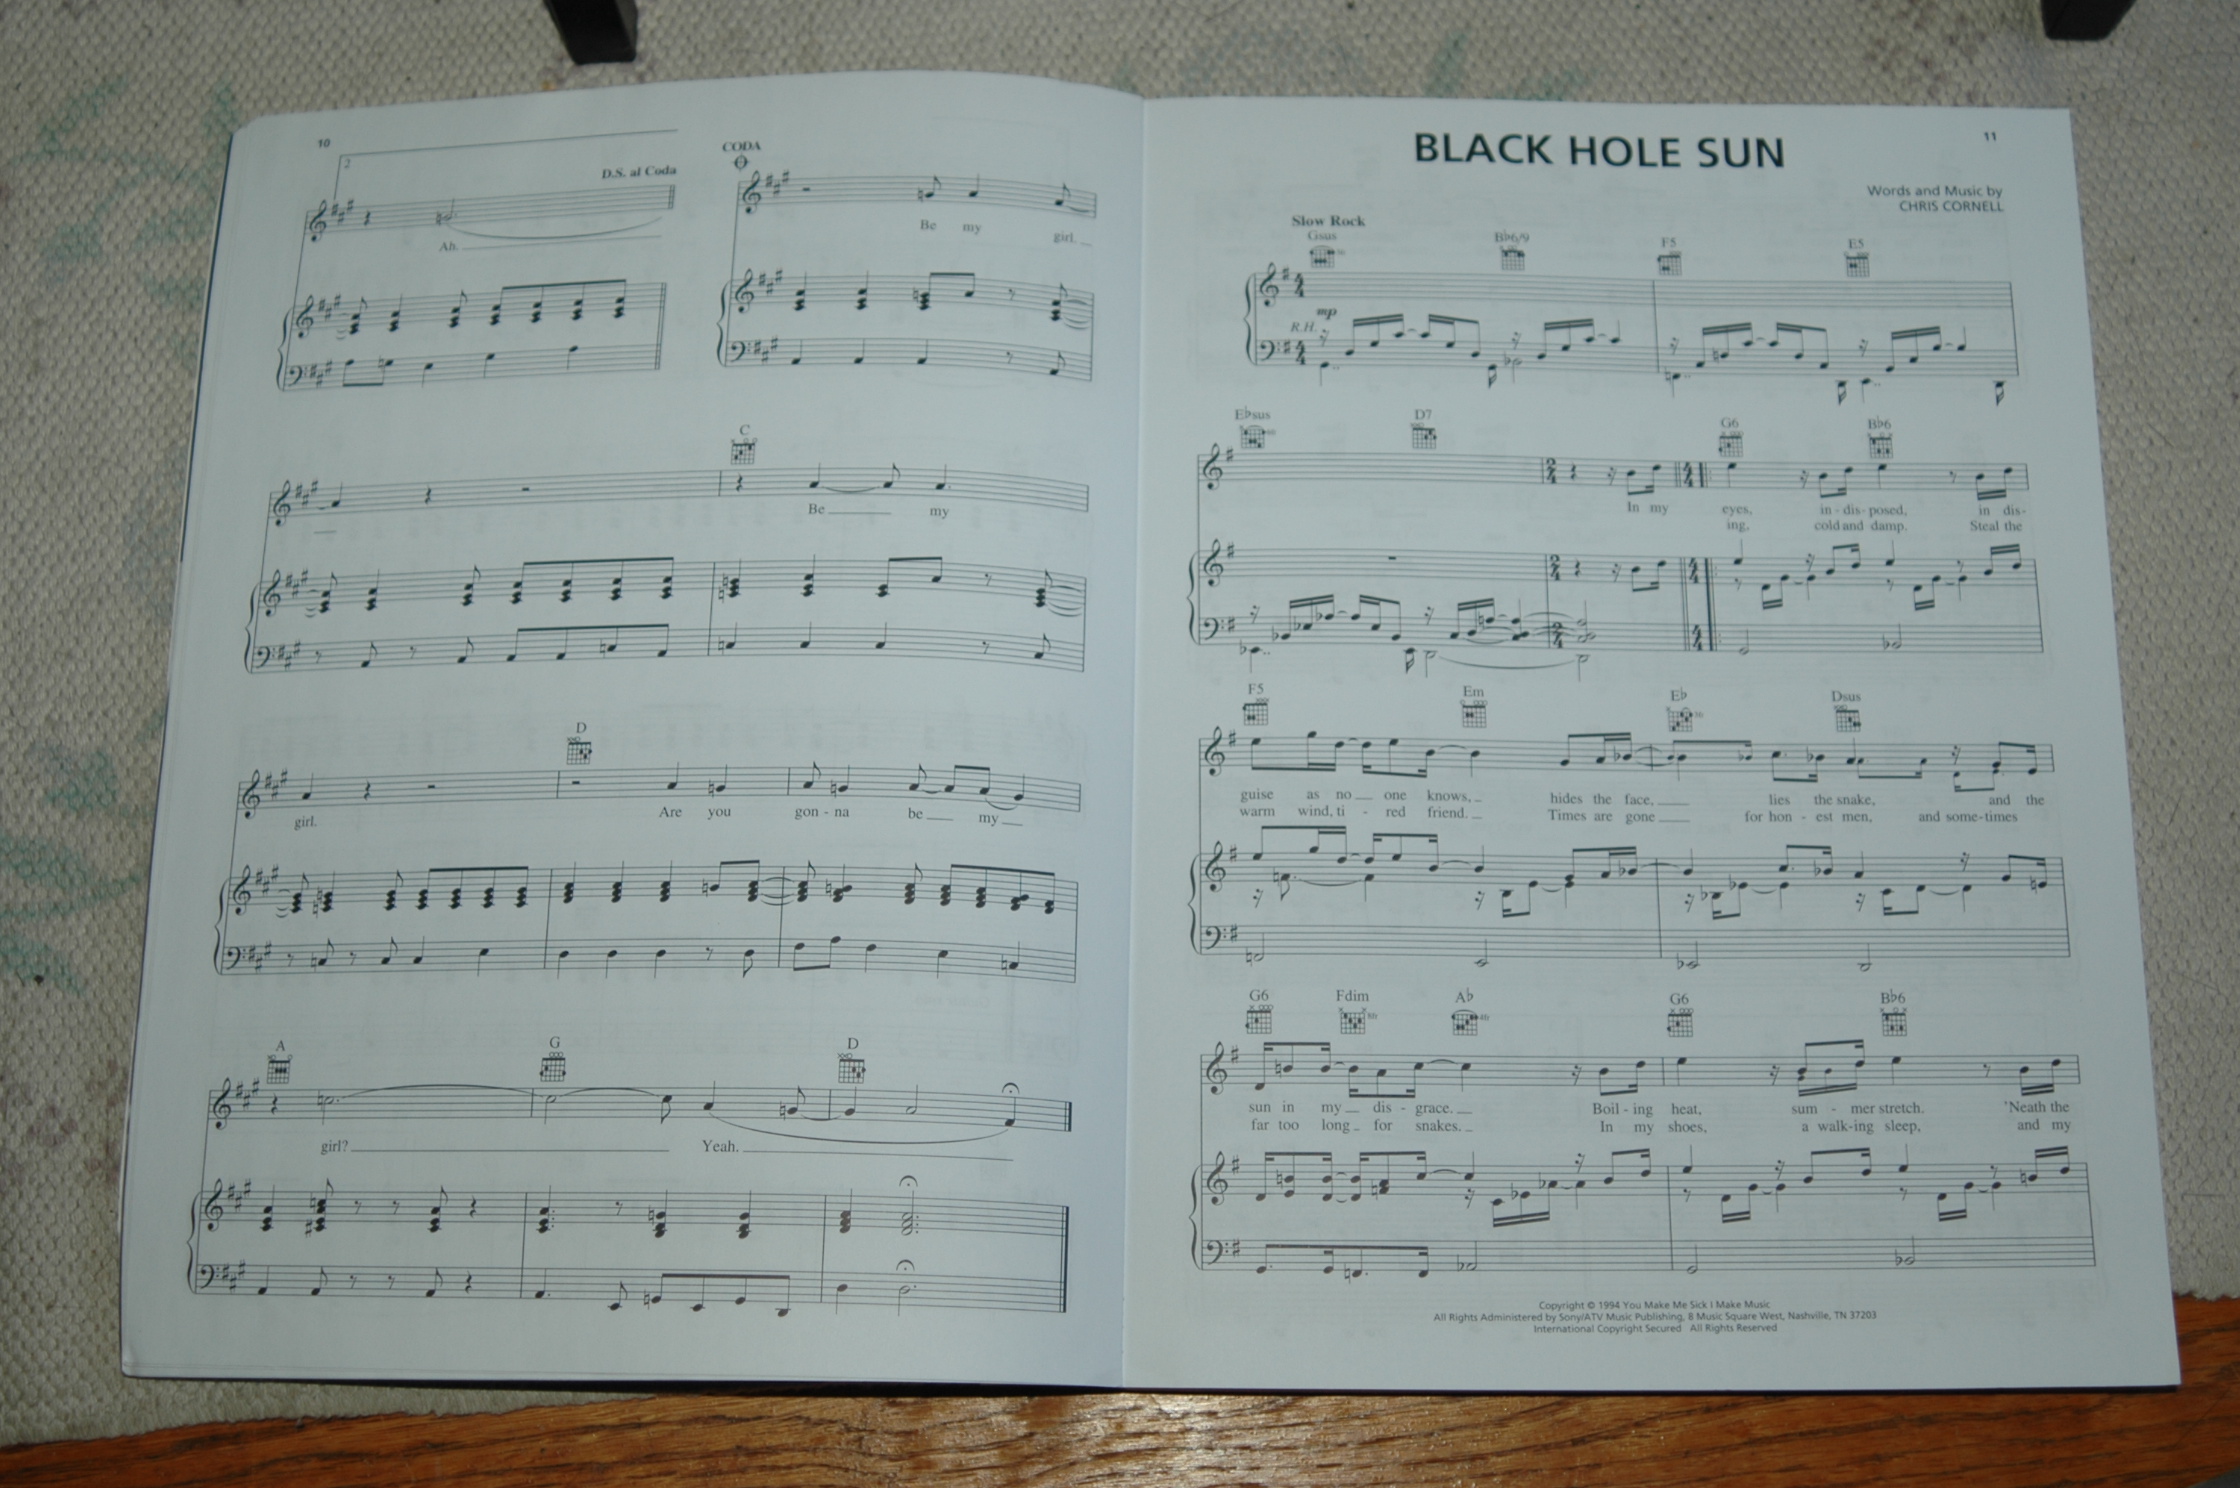 10
2
D.S. al Coda
CODA
Ah.
Be my girl.
C
Be my
D
girl. Are you gon - na be my
A G D
girl? Yeah.
11
BLACK HOLE SUN
Words and Music by
CHRIS CORNELL
Slow Rock
Gsus B♭6/9 F5 E5
mp
R.H.
E♭sus D7 G6 B♭6
In my eyes, in - dis - posed, in dis-
ing, cold and damp. Steal the
F5 Em E♭ Dsus
guise as no one knows, hides the face, lies the snake, and the
warm wind, ti - red friend. Times are gone for hon - est men, and some-times
G6 Fdim A♭ G6 B♭6
sun in my dis - grace. Boil - ing heat, sum - mer stretch. 'Neath the
far too long for snakes. In my shoes, a walk-ing sleep, and my
Copyright © 1994 You Make Me Sick I Make Music
All Rights Administered by Sony/ATV Music Publishing, 8 Music Square West, Nashville, TN 37203
International Copyright Secured All Rights Reserved